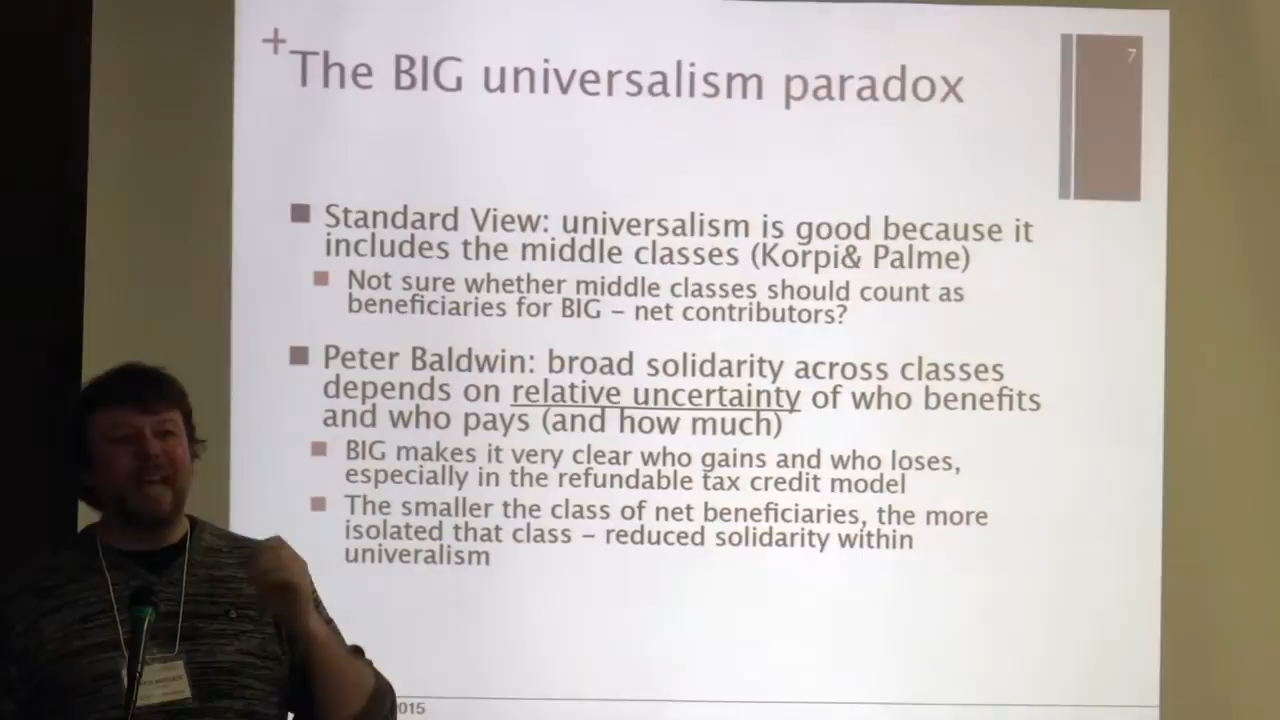 +
The BIG universalism paradox
7
Standard View: universalism is good because it
includes the middle classes (Korpi& Palme)
Not sure whether middle classes should count as
beneficiaries for BIG – net contributors?
Peter Baldwin: broad solidarity across classes
depends on relative uncertainty of who benefits
and who pays (and how much)
BIG makes it very clear who gains and who loses,
especially in the refundable tax credit model
The smaller the class of net beneficiaries, the more
isolated that class – reduced solidarity within
univeralism
015